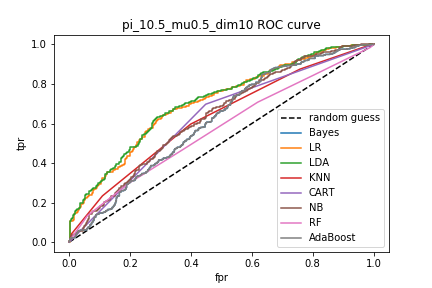 pi_10.5_mu0.5_dim10 ROC curve
1.0
0.8
0.6
0.4
0.2
0.0
tpr
0.0 0.2 0.4 0.6 0.8 1.0
fpr
random guess
Bayes
LR
LDA
KNN
CART
NB
RF
AdaBoost